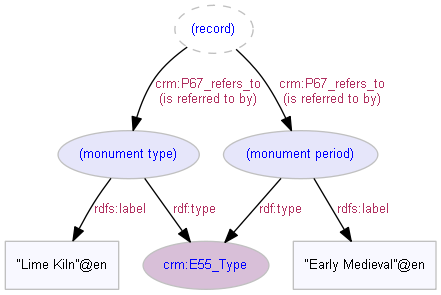 (record)
crm:P67_refers_to
(is referred to by)
crm:P67_refers_to
(is referred to by)
(monument type)
(monument period)
rdfs:label
rdf:type
rdf:type
rdfs:label
"Lime Kiln"@en
crm:E55_Type
"Early Medieval"@en